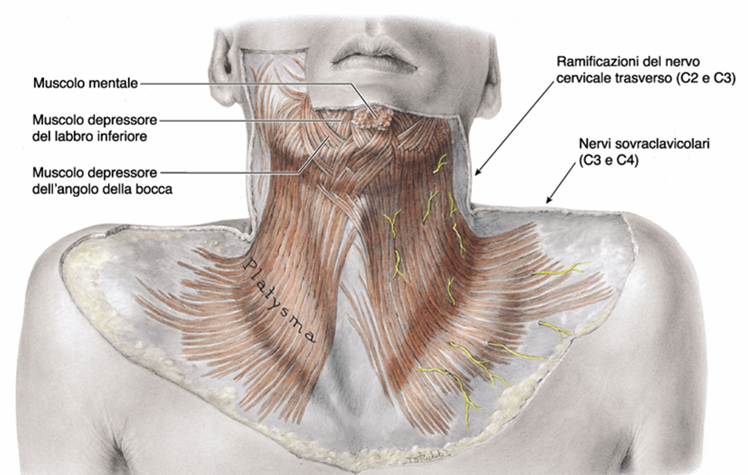 Muscolo mentale
Muscolo depressore
del labbro inferiore
Muscolo depressore
dell'angolo della bocca
Ramificazioni del nervo
cervicale trasverso (C2 e C3)
Nervi sovraclavicolari
(C3 e C4)
Platysma